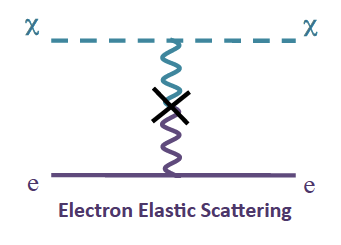 χ χ
e e
Electron Elastic Scattering